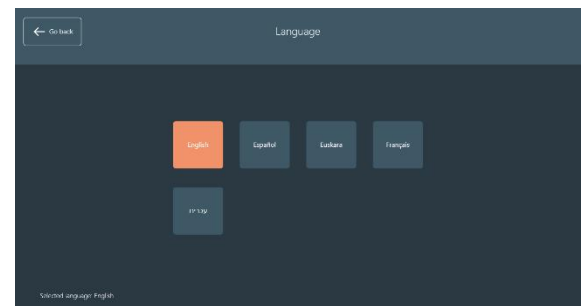 Go back
Language
English
Español
Euskara
Français
עברית
Selected language: English